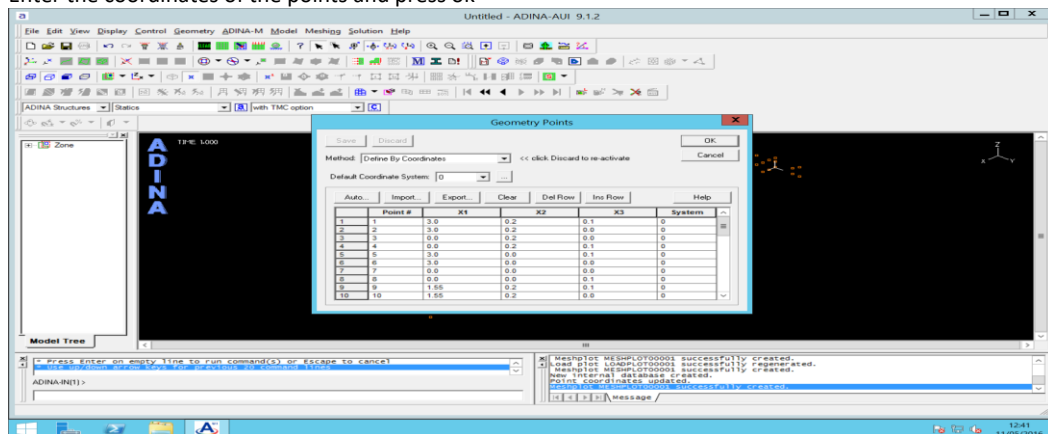 Enter the coordinates of the points and press ok
Untitled - ADINA-AUI 9.1.2
File Edit View Display Control Geometry ADINA-M Model Meshing Solution Help
ADINA Structures Statics with TMC option
Zone
ADINA
TIME 1.000
Geometry Points
Save Discard OK
Method: Define By Coordinates << click Discard to re-activate Cancel
Default Coordinate System: 0 ...
Auto... Import... Export... Clear Del Row Ins Row Help
Point # X1 X2 X3 System
1 1 3.0 0.2 0.1 0
2 2 3.0 0.2 0.0 0
3 3 0.0 0.2 0.0 0
4 4 0.0 0.2 0.1 0
5 5 3.0 0.0 0.1 0
6 6 3.0 0.0 0.0 0
7 7 0.0 0.0 0.0 0
8 8 0.0 0.0 0.1 0
9 9 1.55 0.2 0.1 0
10 10 1.55 0.2 0.0 0
Z
X Y
Model Tree
* Press Enter on empty line to run command(s) or Escape to cancel
* Use up/down arrow keys for previous 20 command lines
ADINA-IN[1] >
Meshplot MESHPLOT00001 successfully created.
Load plot LOADPLOT00001 successfully regenerated.
Meshplot MESHPLOT00001 successfully created.
New internal database created.
Point coordinates updated.
Meshplot MESHPLOT00001 successfully created.
Message
12:41
11/05/2016